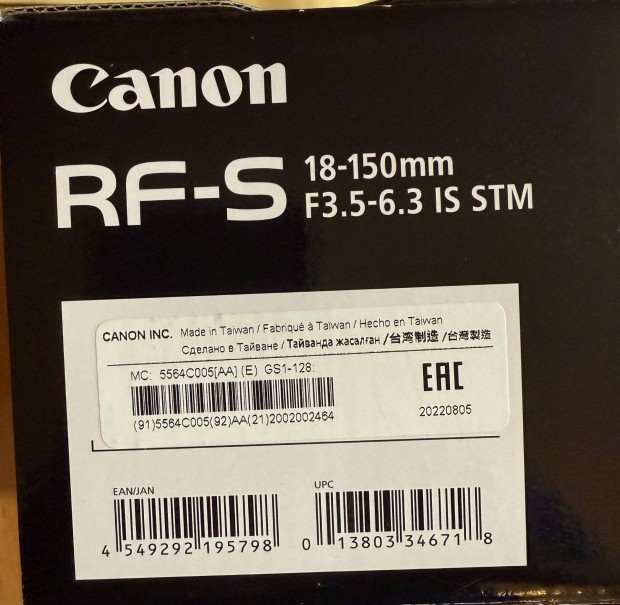 Canon
RF-S 18-150mm
F3.5-6.3 IS STM
CANON INC. Made in Taiwan / Fabriqué à Taïwan / Hecho en Taiwan
Сделано в Тайване / Тайванда жасалған /台湾制造 /台灣製造
MC: 5564C005[AA] (E) GS1-128:
(91)5564C005(92)AA(21)2002002464
EAC
20220805
EAN/JAN
4 549292 195798
UPC
0 13803 34671 8